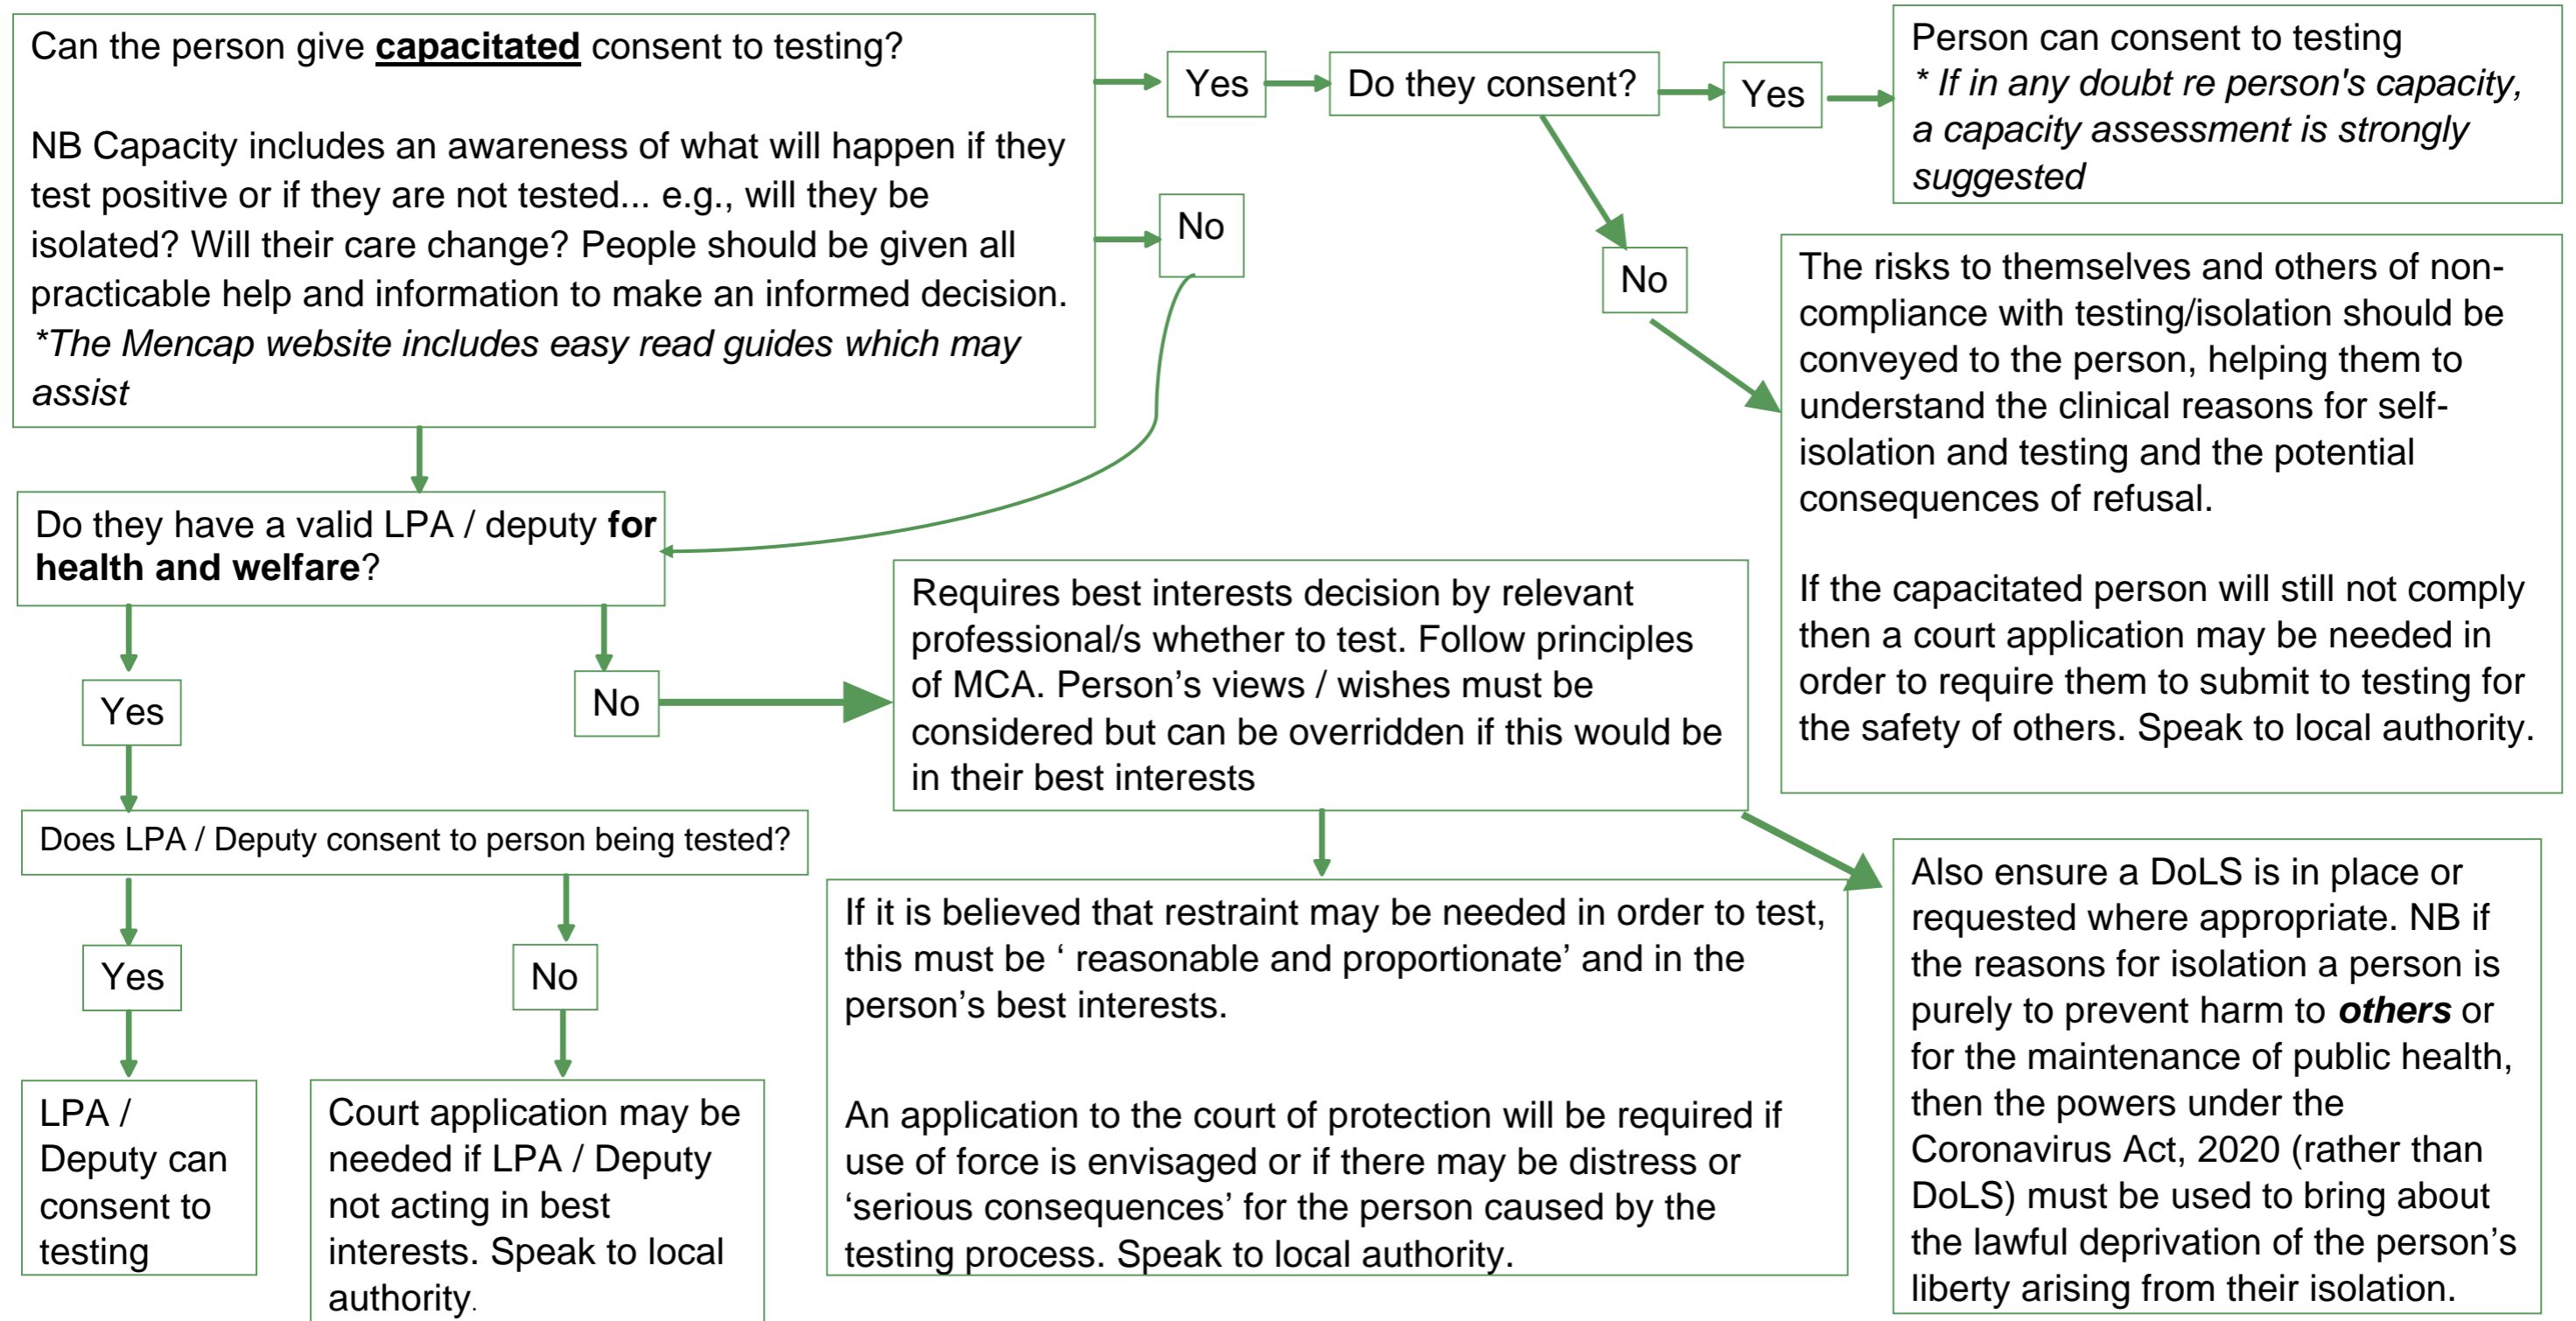 Can the person give capacitated consent to testing?
NB Capacity includes an awareness of what will happen if they
test positive or if they are not tested... e.g., will they be
isolated? Will their care change? People should be given all
practicable help and information to make an informed decision.
*The Mencap website includes easy read guides which may
assist
Yes
Do they consent?
Yes
Person can consent to testing
* If in any doubt re person's capacity,
a capacity assessment is strongly
suggested
No
No
The risks to themselves and others of non-
compliance with testing/isolation should be
conveyed to the person, helping them to
understand the clinical reasons for self-
isolation and testing and the potential
consequences of refusal.
If the capacitated person will still not comply
then a court application may be needed in
order to require them to submit to testing for
the safety of others. Speak to local authority.
Do they have a valid LPA / deputy for
health and welfare?
Yes
No
Requires best interests decision by relevant
professional/s whether to test. Follow principles
of MCA. Person’s views / wishes must be
considered but can be overridden if this would be
in their best interests
Does LPA / Deputy consent to person being tested?
Yes
No
LPA /
Deputy can
consent to
testing
Court application may be
needed if LPA / Deputy
not acting in best
interests. Speak to local
authority.
If it is believed that restraint may be needed in order to test,
this must be ‘ reasonable and proportionate’ and in the
person’s best interests.
An application to the court of protection will be required if
use of force is envisaged or if there may be distress or
‘serious consequences’ for the person caused by the
testing process. Speak to local authority.
Also ensure a DoLS is in place or
requested where appropriate. NB if
the reasons for isolation a person is
purely to prevent harm to others or
for the maintenance of public health,
then the powers under the
Coronavirus Act, 2020 (rather than
DoLS) must be used to bring about
the lawful deprivation of the person’s
liberty arising from their isolation.